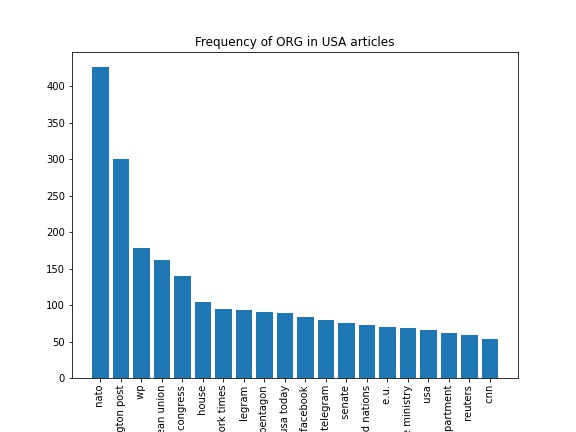 Frequency of ORG in USA articles
400
350
300
250
200
150
100
50
0
nato
gton post
wp
ean union
congress
house
ork times
legram
pentagon
usa today
facebook
telegram
senate
d nations
e.u.
e ministry
usa
partment
reuters
cnn